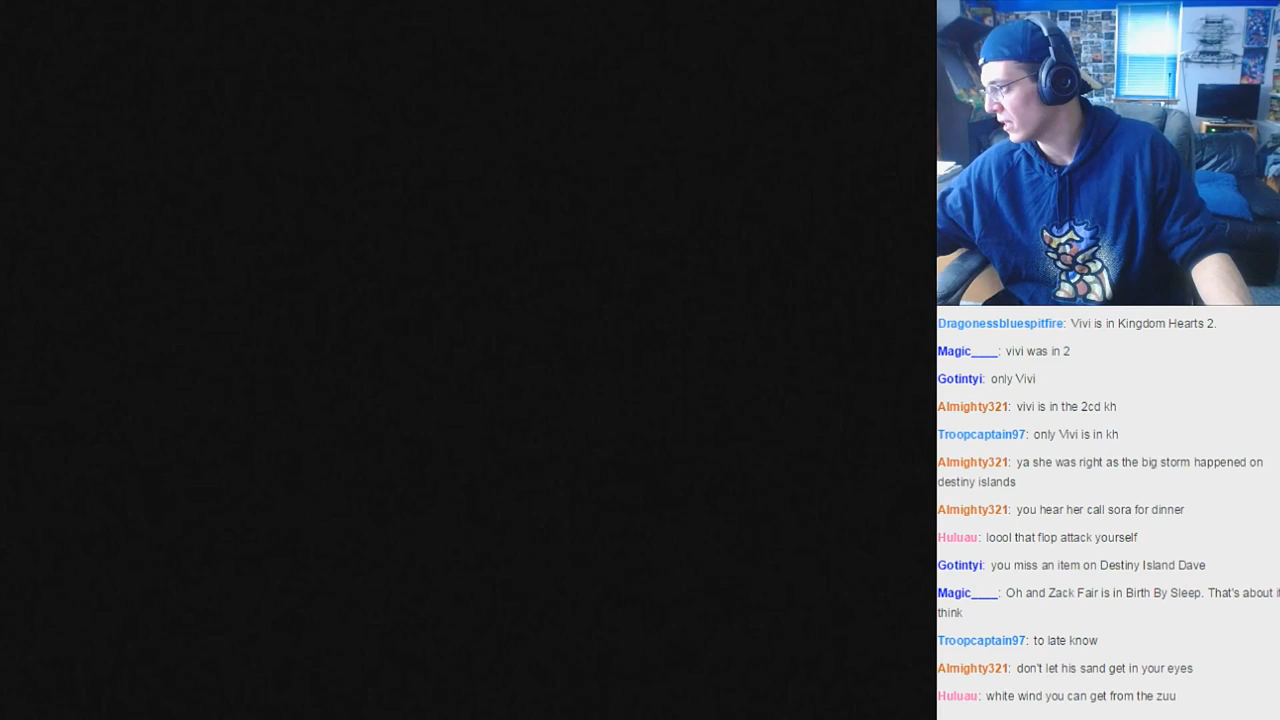 Dragonessbluespitfire: Vivi is in Kingdom Hearts 2.
Magic____: vivi was in 2
Gotintyi: only Vivi
Almighty321: vivi is in the 2cd kh
Troopcaptain97: only Vivi is in kh
Almighty321: ya she was right as the big storm happened on
destiny islands
Almighty321: you hear her call sora for dinner
Huluau: loool that flop attack yourself
Gotintyi: you miss an item on Destiny Island Dave
Magic____: Oh and Zack Fair is in Birth By Sleep. That's about
think
Troopcaptain97: to late know
Almighty321: don't let his sand get in your eyes
Huluau: white wind you can get from the zuu